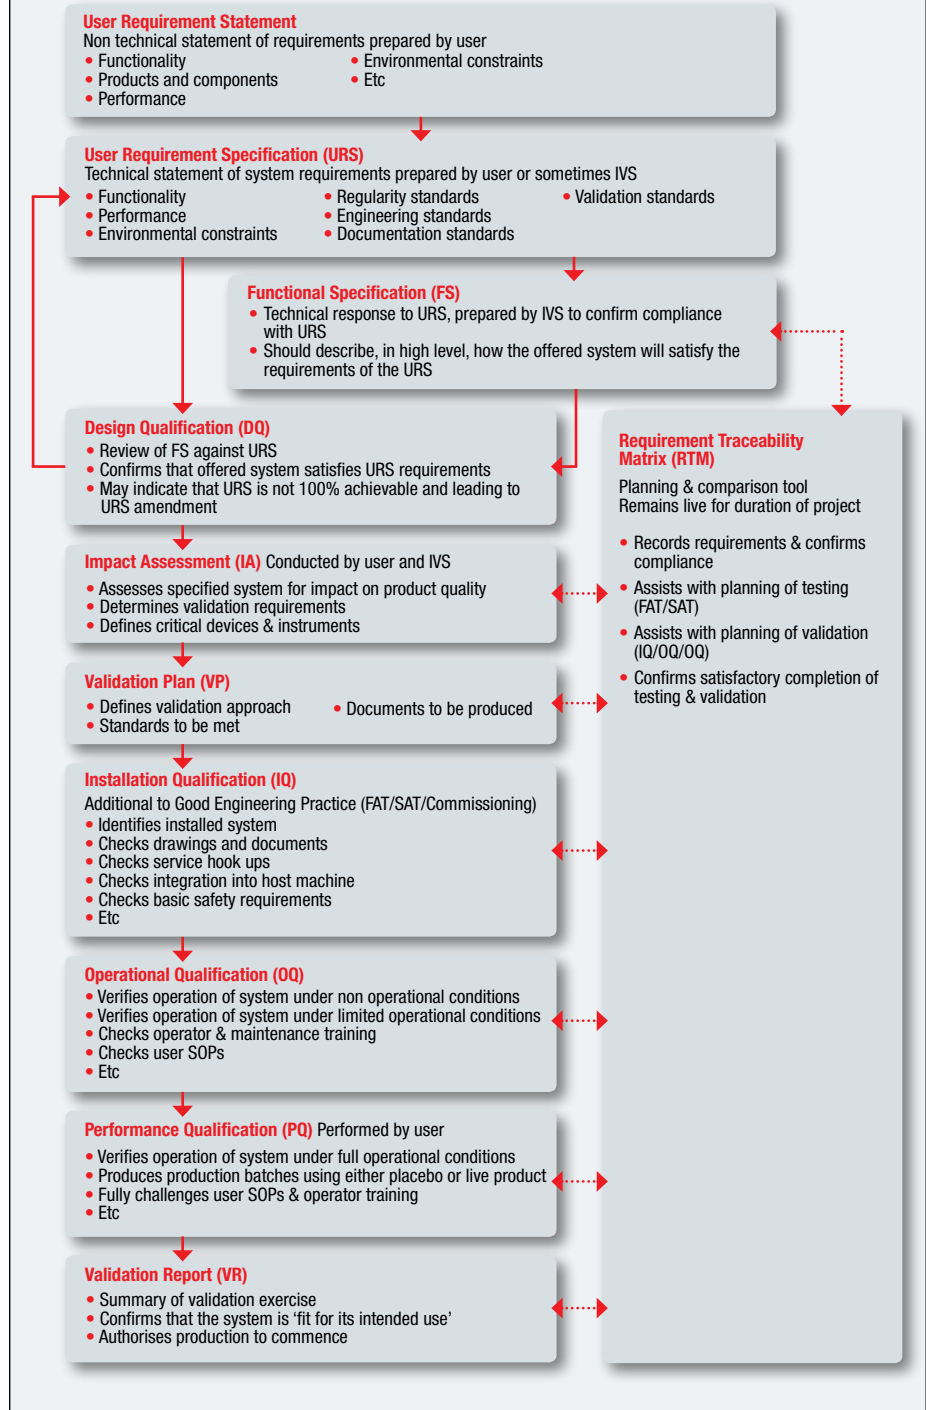 User Requirement Statement
Non technical statement of requirements prepared by user
• Functionality
• Products and components
• Performance
• Environmental constraints
• Etc
User Requirement Specification (URS)
Technical statement of system requirements prepared by user or sometimes IVS
• Functionality
• Performance
• Environmental constraints
• Regularity standards
• Engineering standards
• Documentation standards
• Validation standards
Functional Specification (FS)
• Technical response to URS, prepared by IVS to confirm compliance
with URS
• Should describe, in high level, how the offered system will satisfy the
requirements of the URS
Design Qualification (DQ)
• Review of FS against URS
• Confirms that offered system satisfies URS requirements
• May indicate that URS is not 100% achievable and leading to
URS amendment
Impact Assessment (IA) Conducted by user and IVS
• Assesses specified system for impact on product quality
• Determines validation requirements
• Defines critical devices & instruments
Validation Plan (VP)
• Defines validation approach
• Standards to be met
• Documents to be produced
Installation Qualification (IQ)
Additional to Good Engineering Practice (FAT/SAT/Commissioning)
• Identifies installed system
• Checks drawings and documents
• Checks service hook ups
• Checks integration into host machine
• Checks basic safety requirements
• Etc
Operational Qualification (OQ)
• Verifies operation of system under non operational conditions
• Verifies operation of system under limited operational conditions
• Checks operator & maintenance training
• Checks user SOPs
• Etc
Performance Qualification (PQ) Performed by user
• Verifies operation of system under full operational conditions
• Produces production batches using either placebo or live product
• Fully challenges user SOPs & operator training
• Etc
Validation Report (VR)
• Summary of validation exercise
• Confirms that the system is ‘fit for its intended use’
• Authorises production to commence
Requirement Traceability
Matrix (RTM)
Planning & comparison tool
Remains live for duration of project
• Records requirements & confirms
compliance
• Assists with planning of testing
(FAT/SAT)
• Assists with planning of validation
(IQ/OQ/OQ)
• Confirms satisfactory completion of
testing & validation